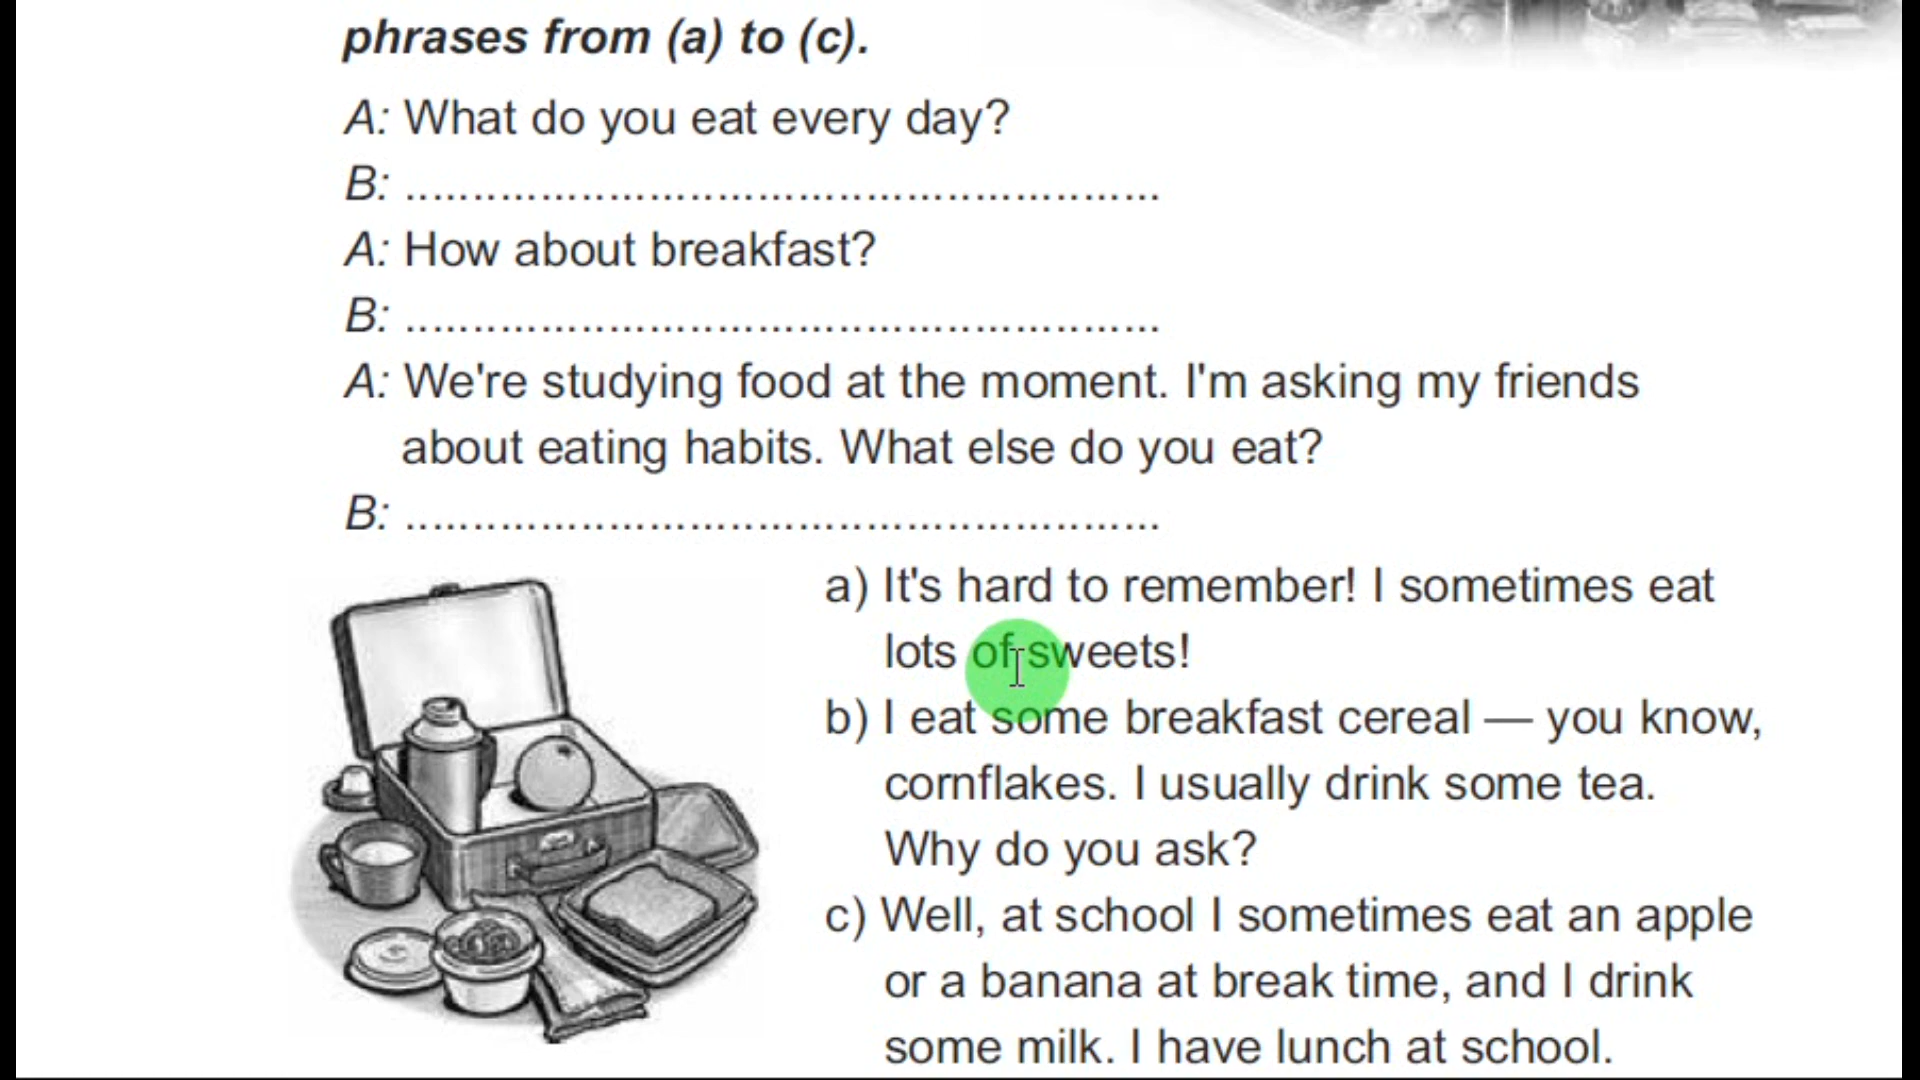 phrases from (a) to (c).
A: What do you eat every day?
B: ........................................................
A: How about breakfast?
B: ........................................................
A: We're studying food at the moment. I'm asking my friends
about eating habits. What else do you eat?
B: ........................................................
a) It's hard to remember! I sometimes eat
lots of sweets!
b) I eat some breakfast cereal — you know,
cornflakes. I usually drink some tea.
Why do you ask?
c) Well, at school I sometimes eat an apple
or a banana at break time, and I drink
some milk. I have lunch at school.